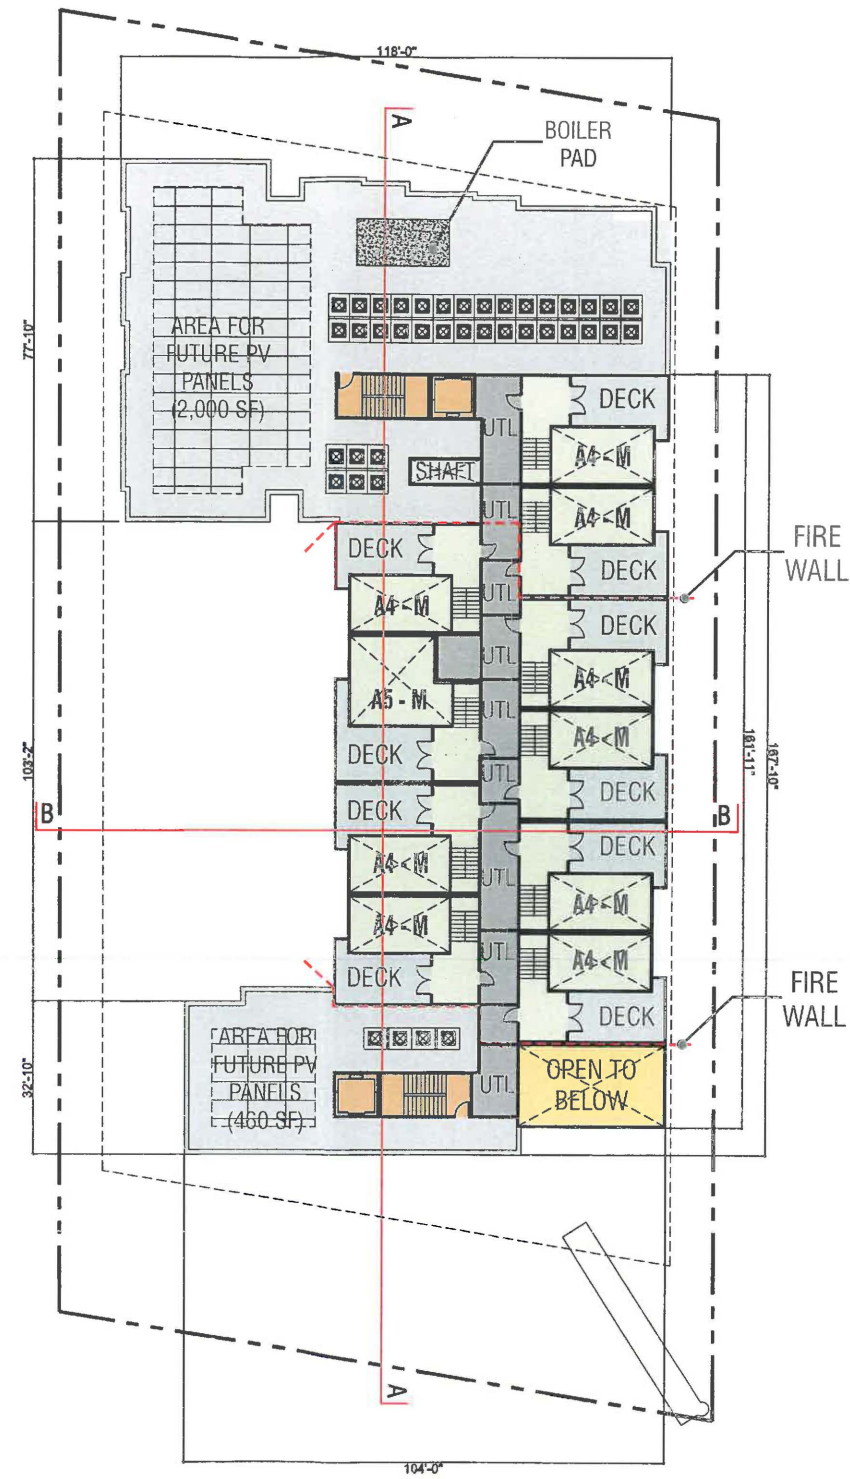 118'-0"
A
BOILER
PAD
77'-10"
AREA FOR
FUTURE PV
PANELS
(2,000 SF)
DECK
UTL
A4 - M
SHAFT
UTL
A4 - M
DECK
DECK
UTL
FIRE
WALL
A4 - M
DECK
UTL
A4 - M
A5 - M
UTL
A4 - M
103'-2"
DECK
UTL
DECK
161'-11"
167'-10"
B
DECK
B
DECK
A4 - M
UTL
A4 - M
A4 - M
UTL
A4 - M
DECK
DECK
FIRE
WALL
32'-10"
AREA FOR
FUTURE PV
PANELS
(460 SF)
UTL
OPEN TO
BELOW
A
104'-0"